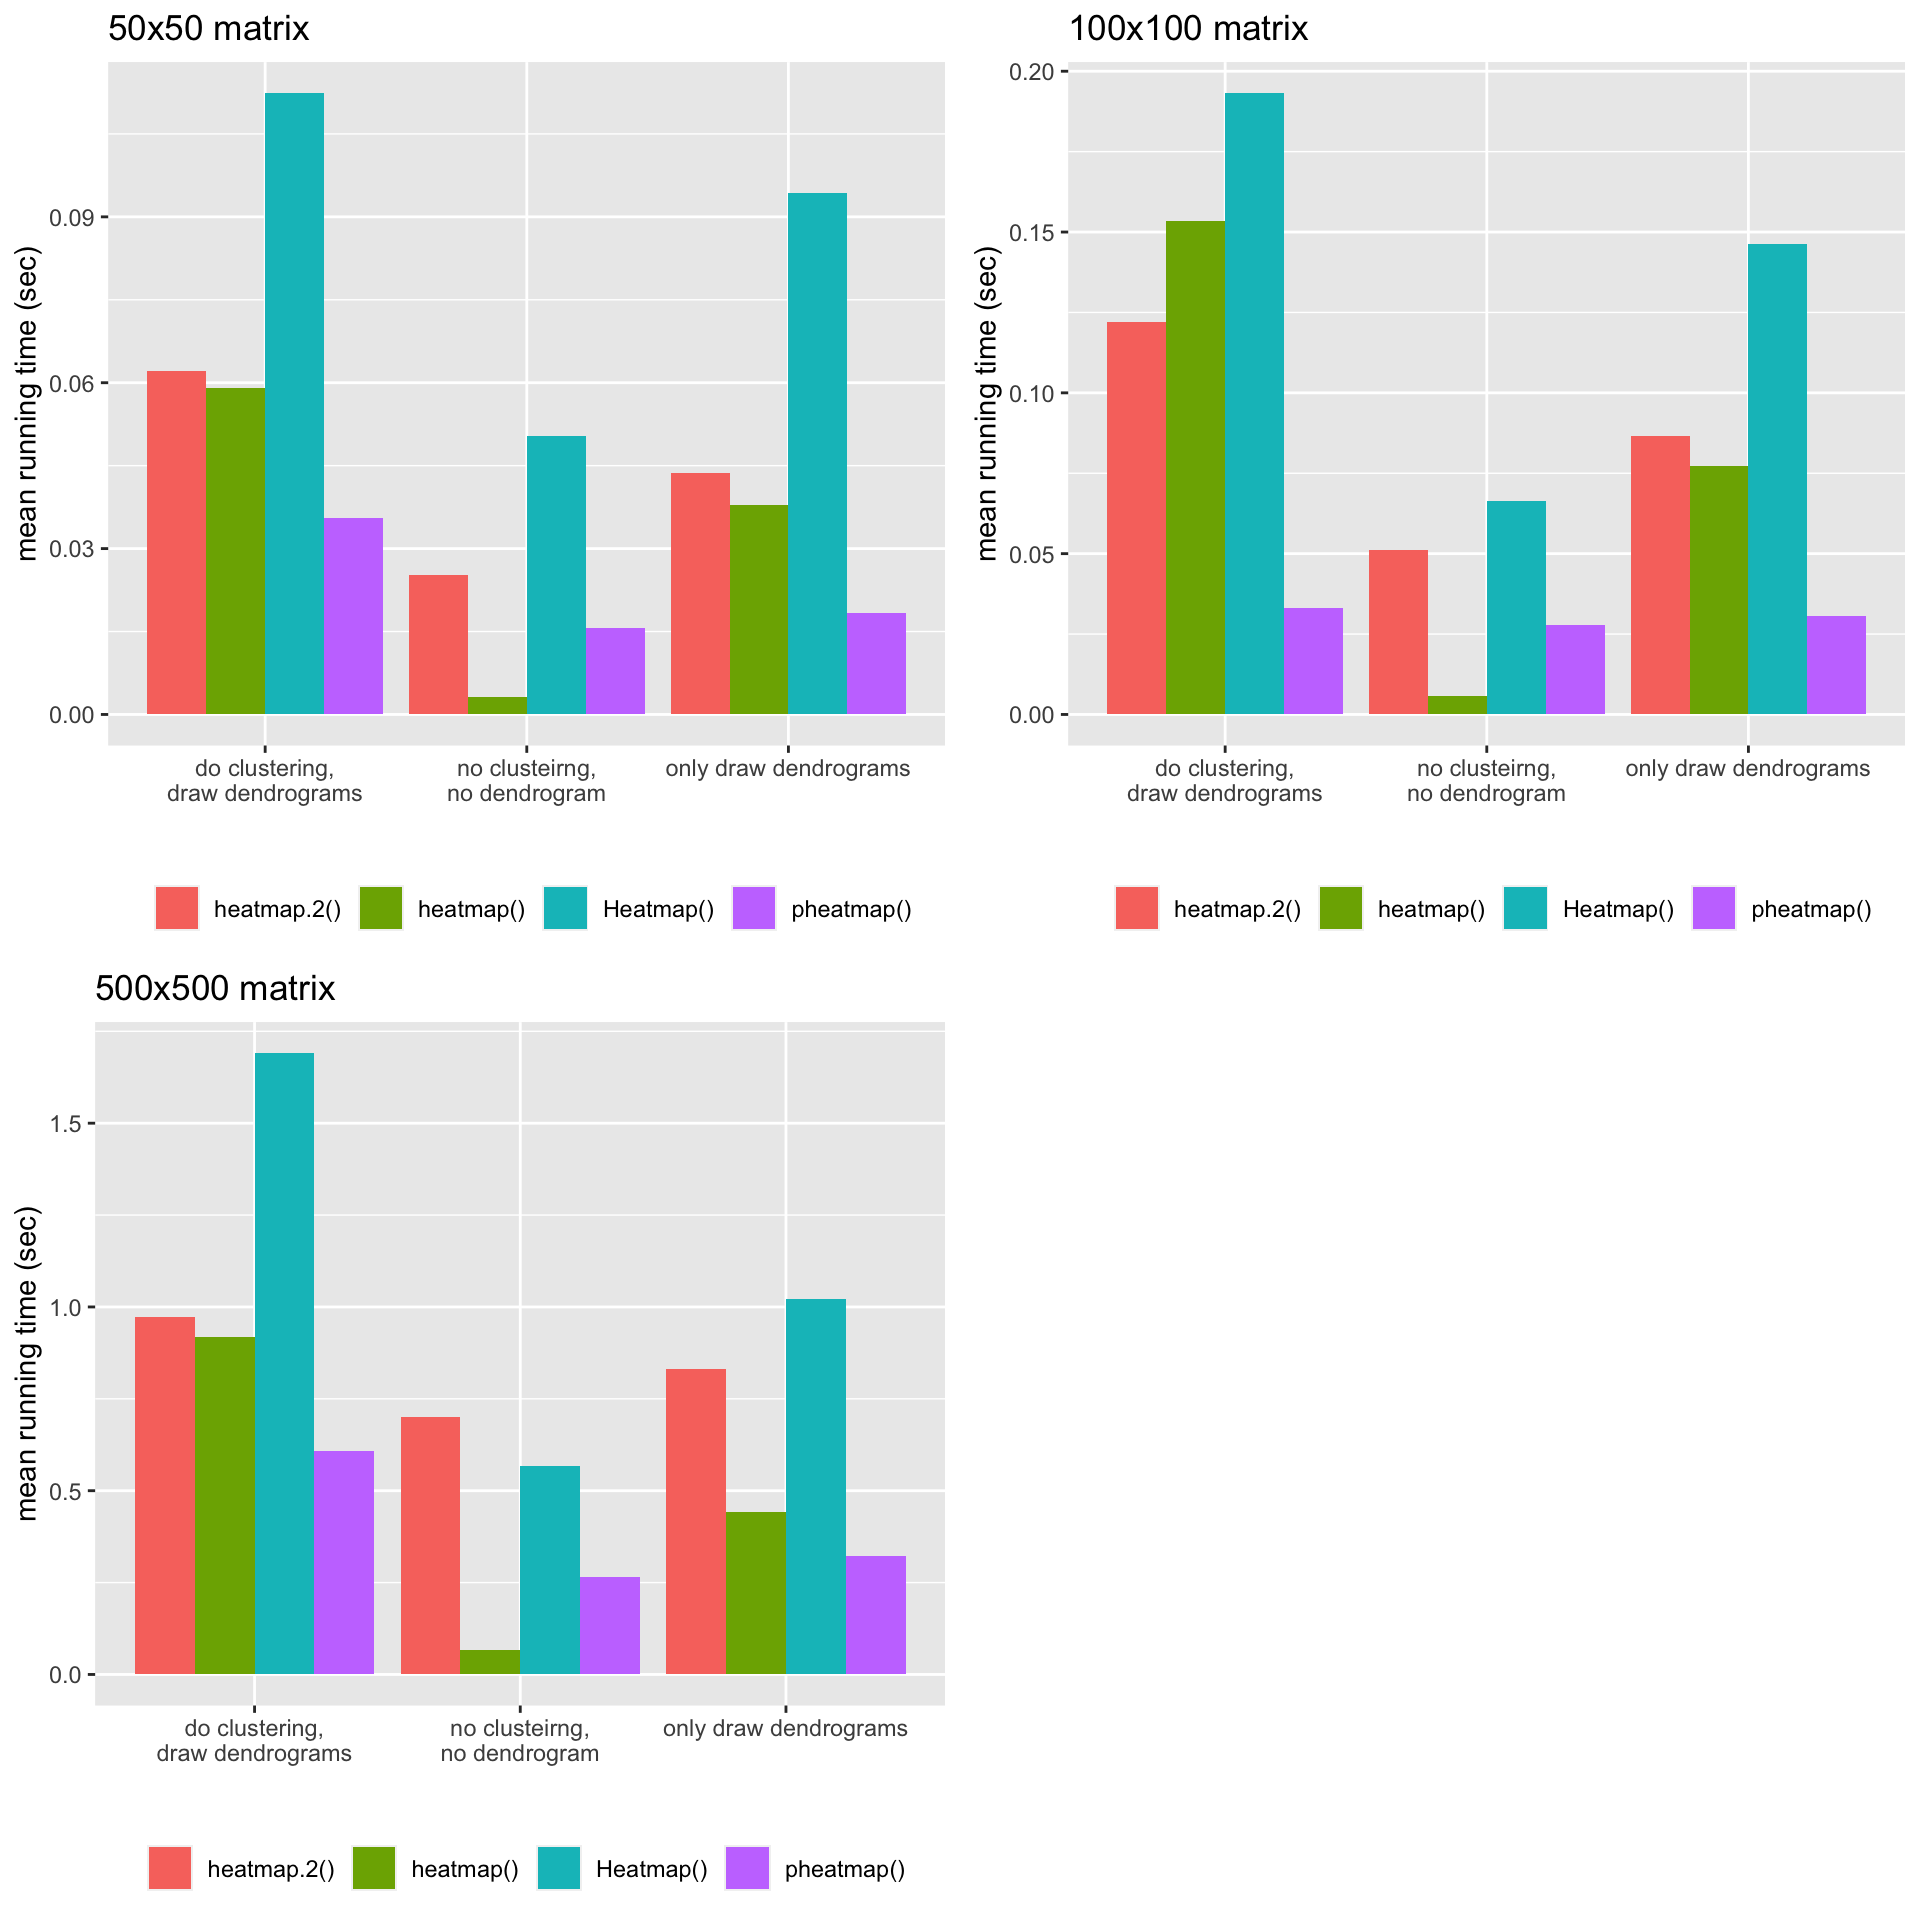 50x50 matrix
mean running time (sec)
0.09
0.06
0.03
0.00
do clustering,
draw dendrograms
no clusteirng,
no dendrogram
only draw dendrograms
heatmap.2() heatmap() Heatmap() pheatmap()
100x100 matrix
mean running time (sec)
0.20
0.15
0.10
0.05
0.00
do clustering,
draw dendrograms
no clusteirng,
no dendrogram
only draw dendrograms
heatmap.2() heatmap() Heatmap() pheatmap()
500x500 matrix
mean running time (sec)
1.5
1.0
0.5
0.0
do clustering,
draw dendrograms
no clusteirng,
no dendrogram
only draw dendrograms
heatmap.2() heatmap() Heatmap() pheatmap()